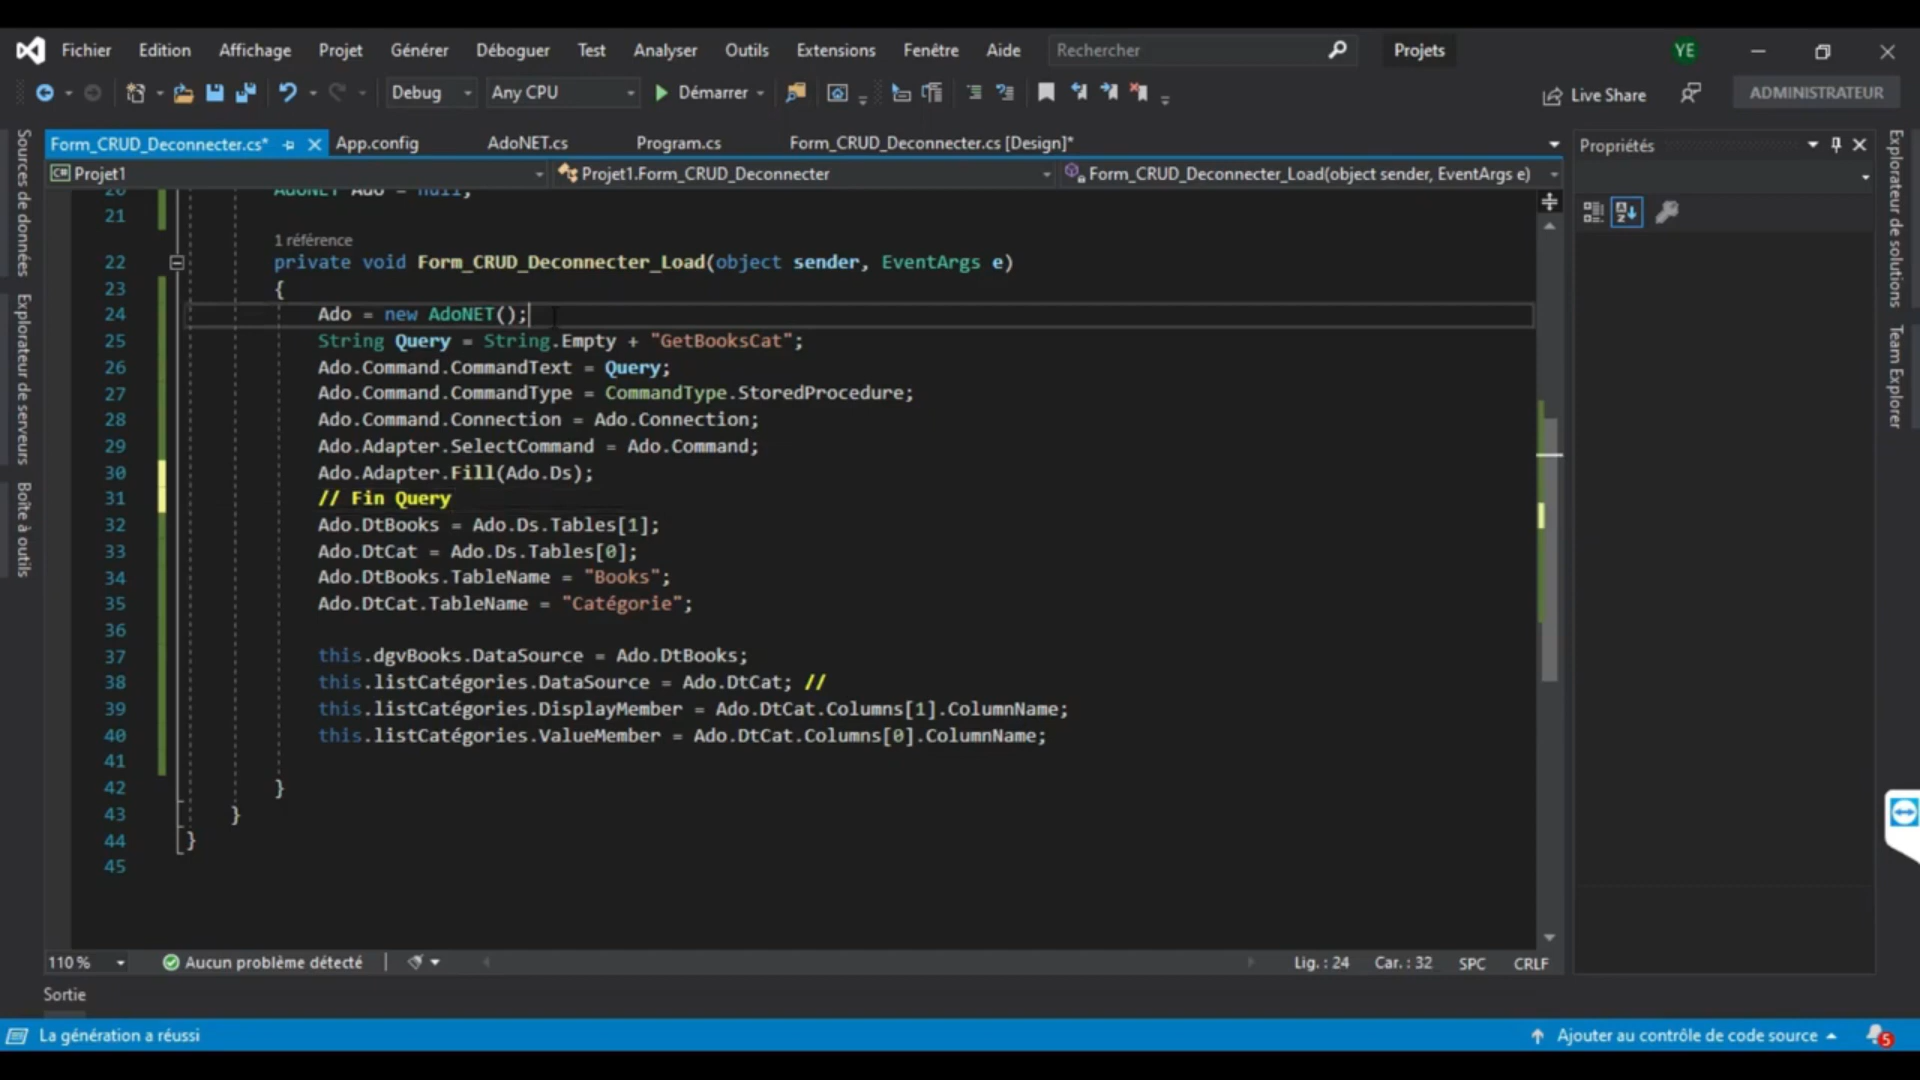 Fichier Edition Affichage Projet Générer Déboguer Test Analyser Outils Extensions Fenêtre Aide Rechercher Projets YE
Debug Any CPU Démarrer Live Share ADMINISTRATEUR
Form_CRUD_Deconnecter.cs* App.config AdoNET.cs Program.cs Form_CRUD_Deconnecter.cs [Design]* Propriétés
Projet1 Projet1.Form_CRUD_Deconnecter Form_CRUD_Deconnecter_Load(object sender, EventArgs e)
Sources de données
Explorateur de serveurs
Boîte à outils
20 AdoNET Ado = null;
21
1 référence
22 private void Form_CRUD_Deconnecter_Load(object sender, EventArgs e)
23 {
24 Ado = new AdoNET();
25 String Query = String.Empty + "GetBooksCat";
26 Ado.Command.CommandText = Query;
27 Ado.Command.CommandType = CommandType.StoredProcedure;
28 Ado.Command.Connection = Ado.Connection;
29 Ado.Adapter.SelectCommand = Ado.Command;
30 Ado.Adapter.Fill(Ado.Ds);
31 // Fin Query
32 Ado.DtBooks = Ado.Ds.Tables[1];
33 Ado.DtCat = Ado.Ds.Tables[0];
34 Ado.DtBooks.TableName = "Books";
35 Ado.DtCat.TableName = "Catégorie";
36
37 this.dgvBooks.DataSource = Ado.DtBooks;
38 this.listCatégories.DataSource = Ado.DtCat; //
39 this.listCatégories.DisplayMember = Ado.DtCat.Columns[1].ColumnName;
40 this.listCatégories.ValueMember = Ado.DtCat.Columns[0].ColumnName;
41
42 }
43 }
44 }
45
Explorateur de solutions
Team Explorer
110 % Aucun problème détecté Lig. : 24 Car. : 32 SPC CRLF
Sortie
La génération a réussi Ajouter au contrôle de code source 5